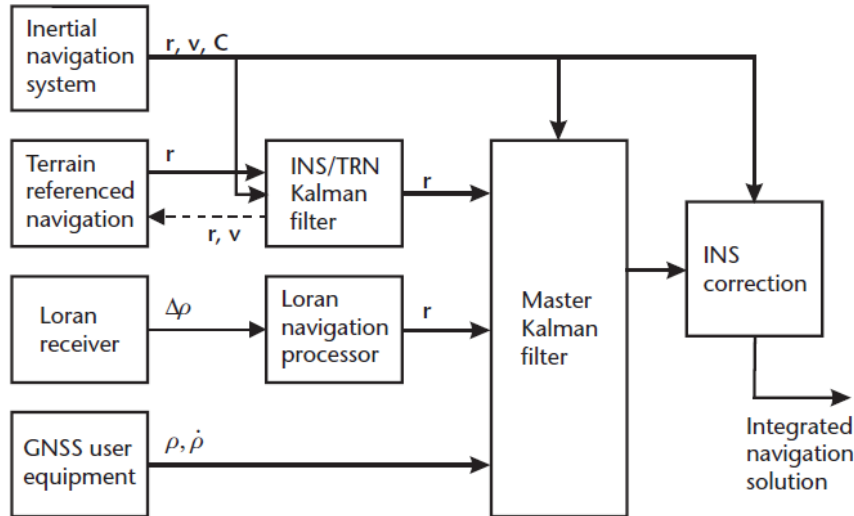 Inertial
navigation
system
r, v, C
Terrain
referenced
navigation
r
r, v
INS/TRN
Kalman
filter
r
Loran
receiver
Δρ
Loran
navigation
processor
r
GNSS user
equipment
ρ, ρ̇
Master
Kalman
filter
INS
correction
Integrated
navigation
solution